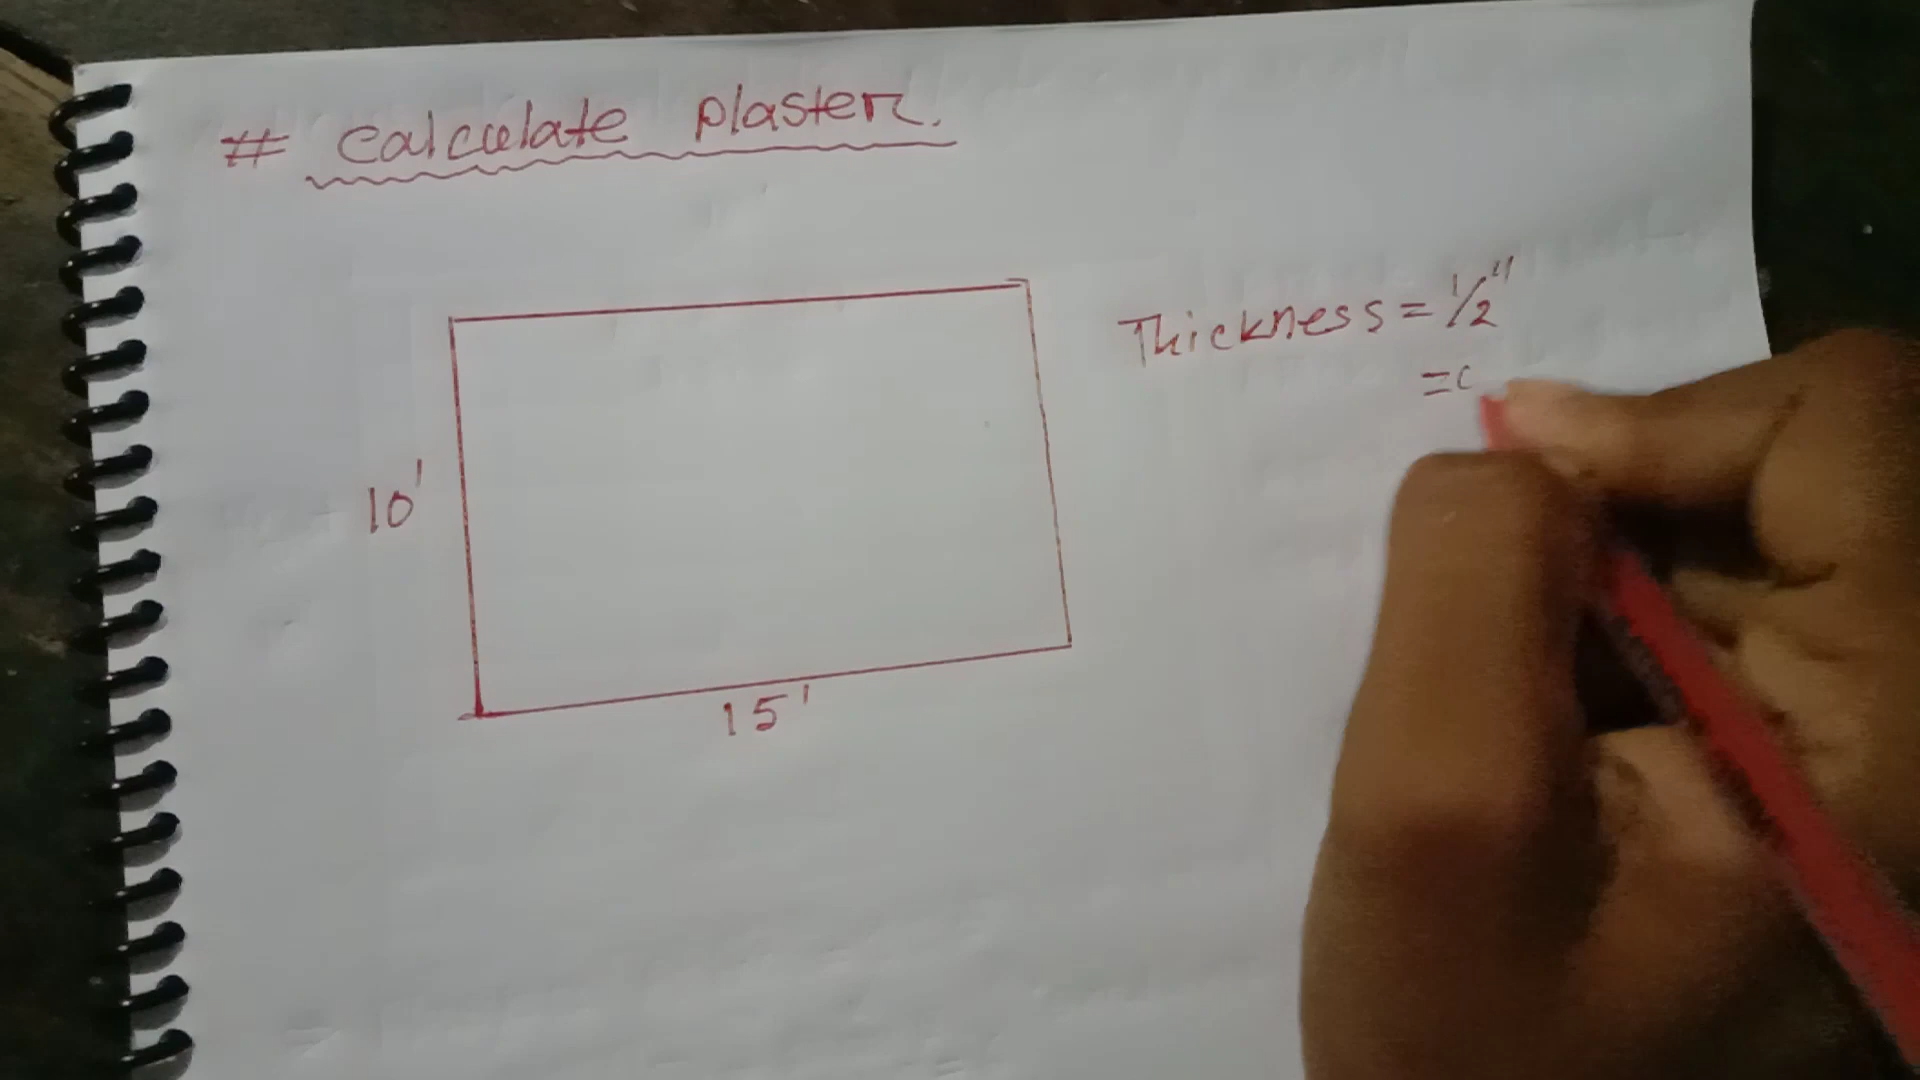 # calculate plaster.
Thickness = 1/2"
=
10'
15'